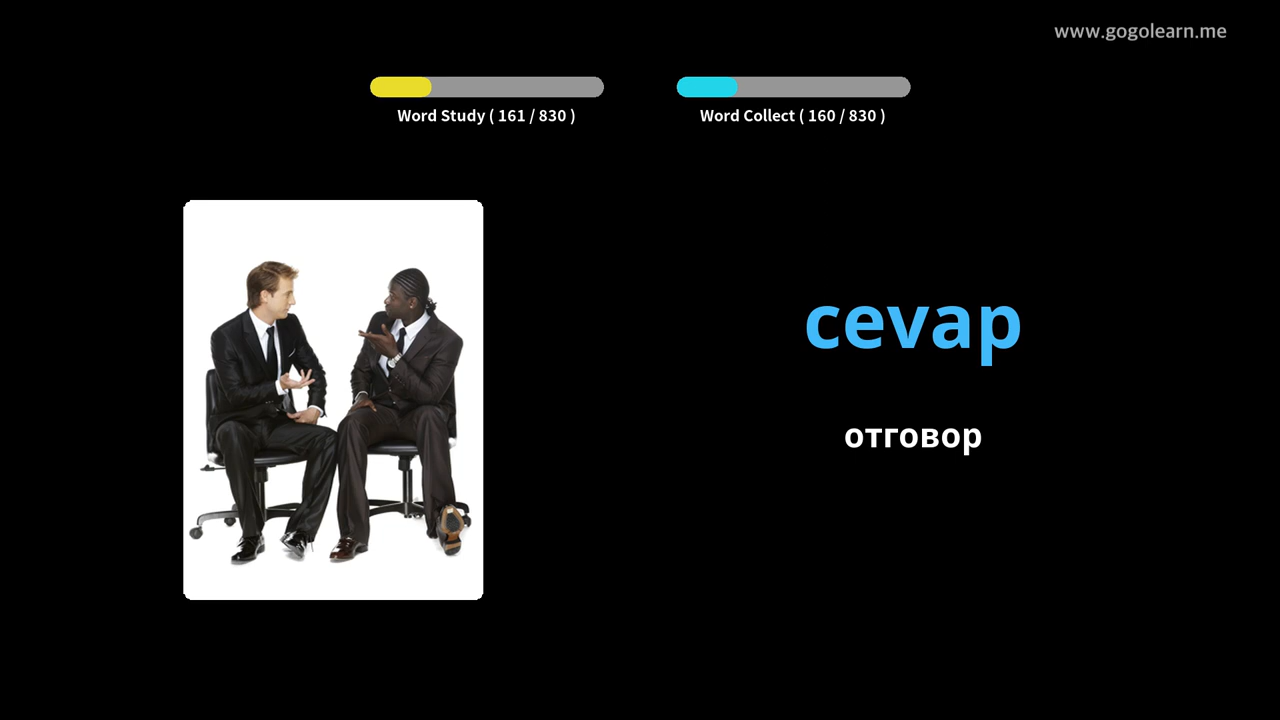 www.gogolearn.me
Word Study ( 161 / 830 )
Word Collect ( 160 / 830 )
cevap
отговор